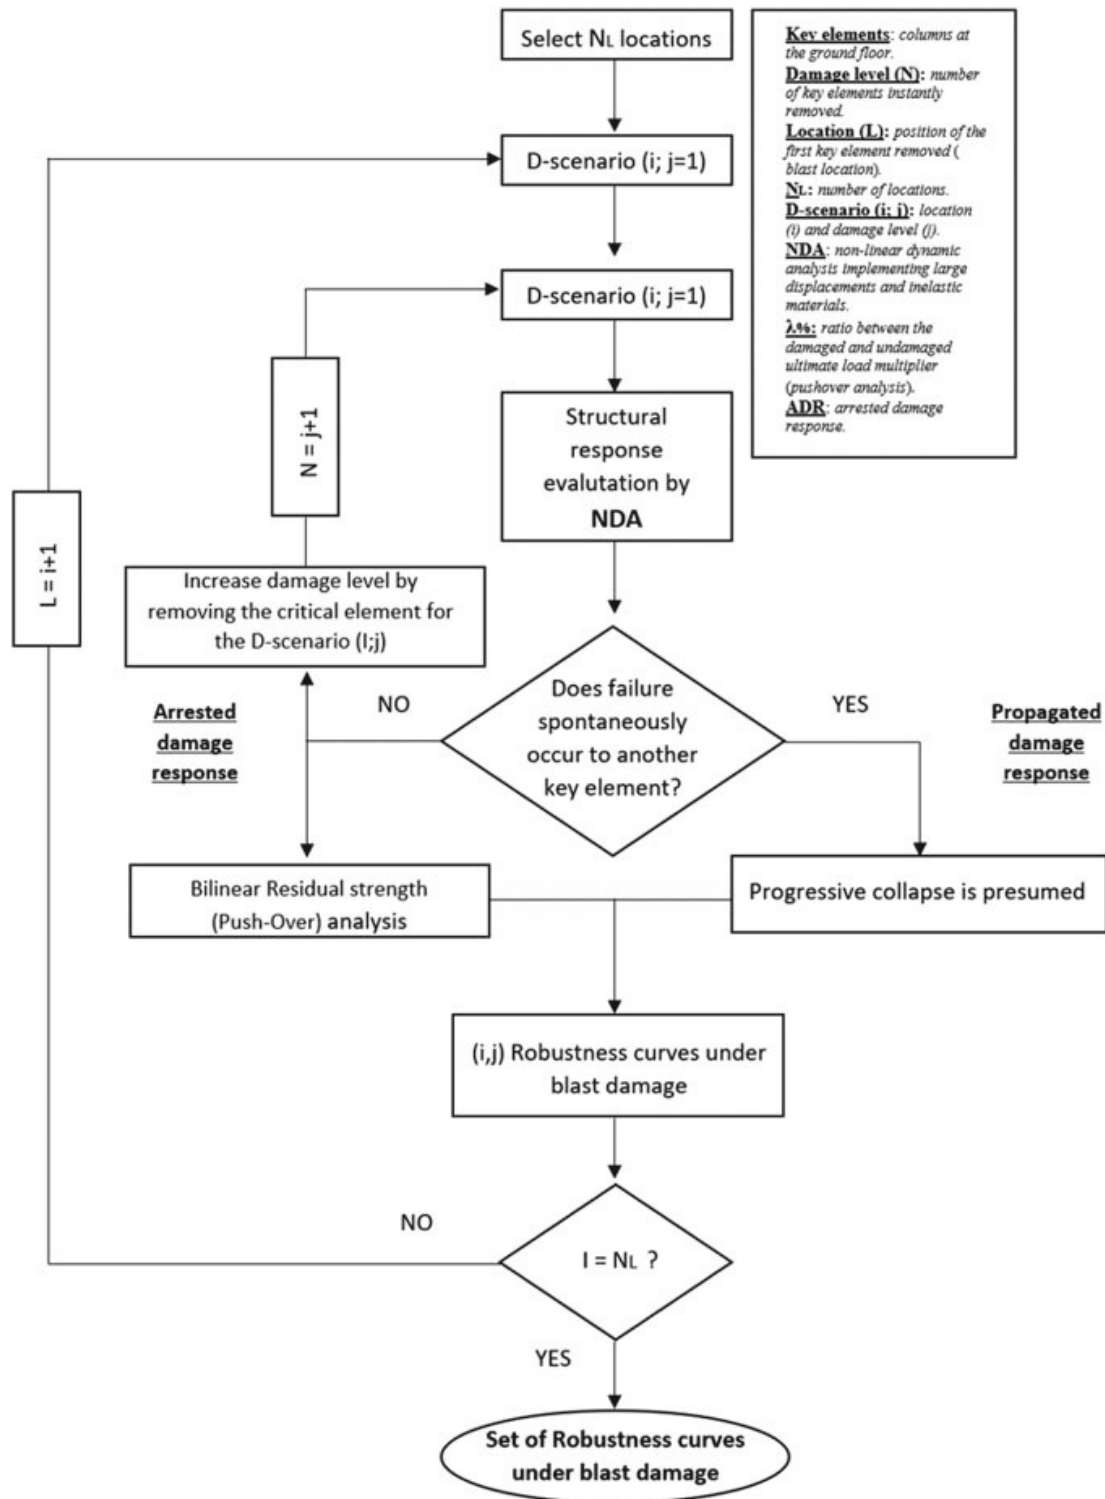 Select NL locations
Key elements: columns at
the ground floor.
Damage level (N): number
of key elements instantly
removed.
Location (L): position of the
first key element removed (
blast location).
NL: number of locations.
D-scenario (i; j): location
(i) and damage level (j).
NDA: non-linear dynamic
analysis implementing large
displacements and inelastic
materials.
λ%: ratio between the
damaged and undamaged
ultimate load multiplier
(pushover analysis).
ADR: arrested damage
response.
D-scenario (i; j=1)
D-scenario (i; j=1)
N = j+1
Structural
response
evalutation by
NDA
L = i+1
Increase damage level by
removing the critical element for
the D-scenario (I;j)
Does failure
spontaneously
occur to another
key element?
NO
YES
Arrested
damage
response
Propagated
damage
response
Bilinear Residual strength
(Push-Over) analysis
Progressive collapse is presumed
(i,j) Robustness curves under
blast damage
NO
I = NL ?
YES
Set of Robustness curves
under blast damage